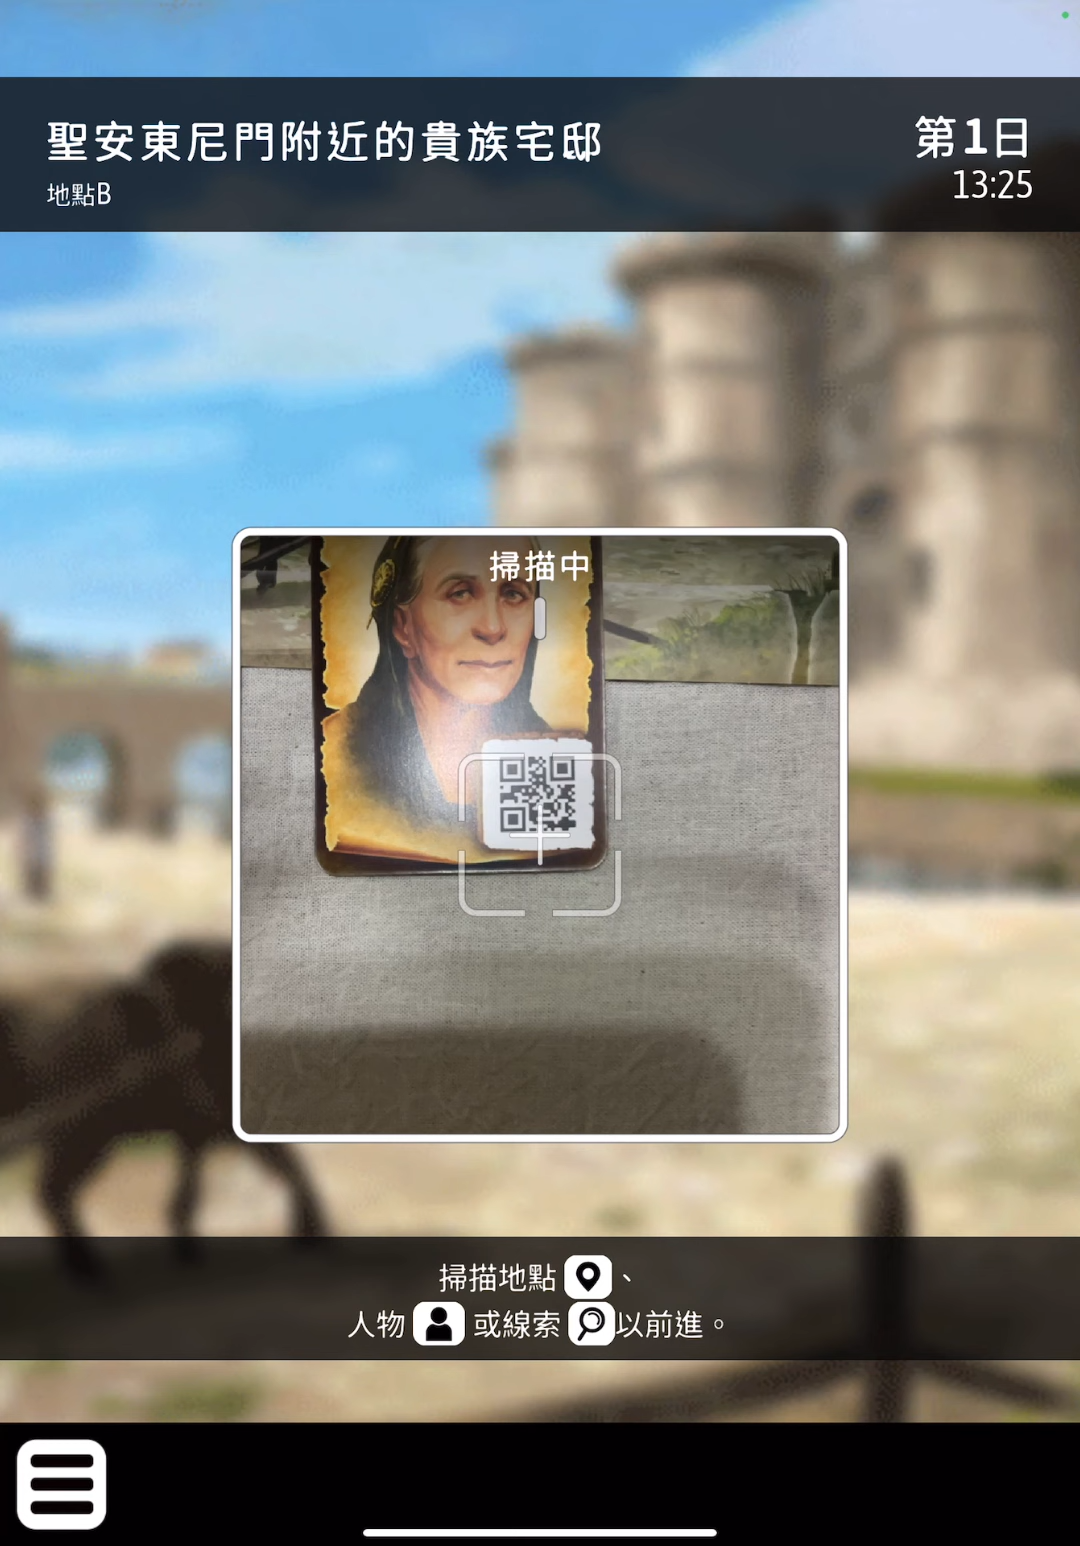 聖安東尼門附近的貴族宅邸
地點B
第1日
13:25
掃描中
掃描地點、
人物 或線索 以前進。